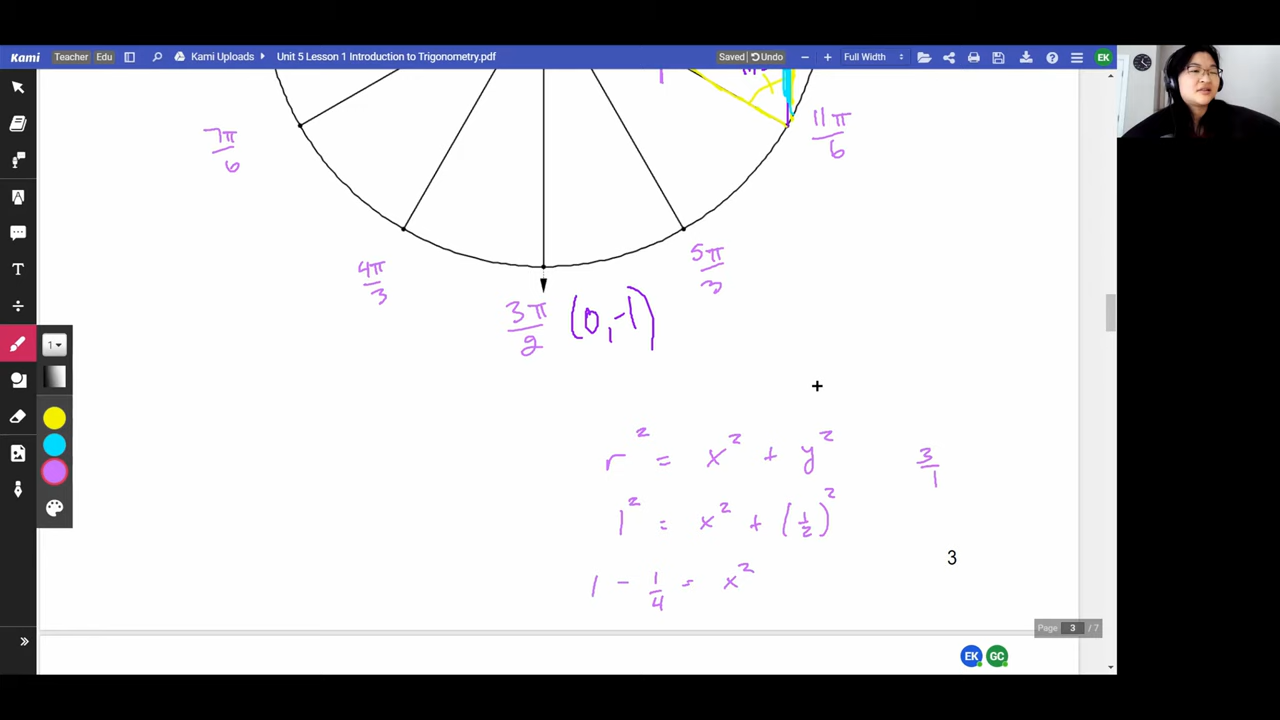 Kami Teacher Edu Kami Uploads Unit 5 Lesson 1 Introduction to Trigonometry.pdf Saved Undo Full Width EK
7π/6
11π/6
4π/3
5π/3
3π/2 (0,-1)
r² = x² + y²
3/1
1² = x² + (1/2)²
3
1 - 1/4 = x²
1
Page 3 / 7
EK GC